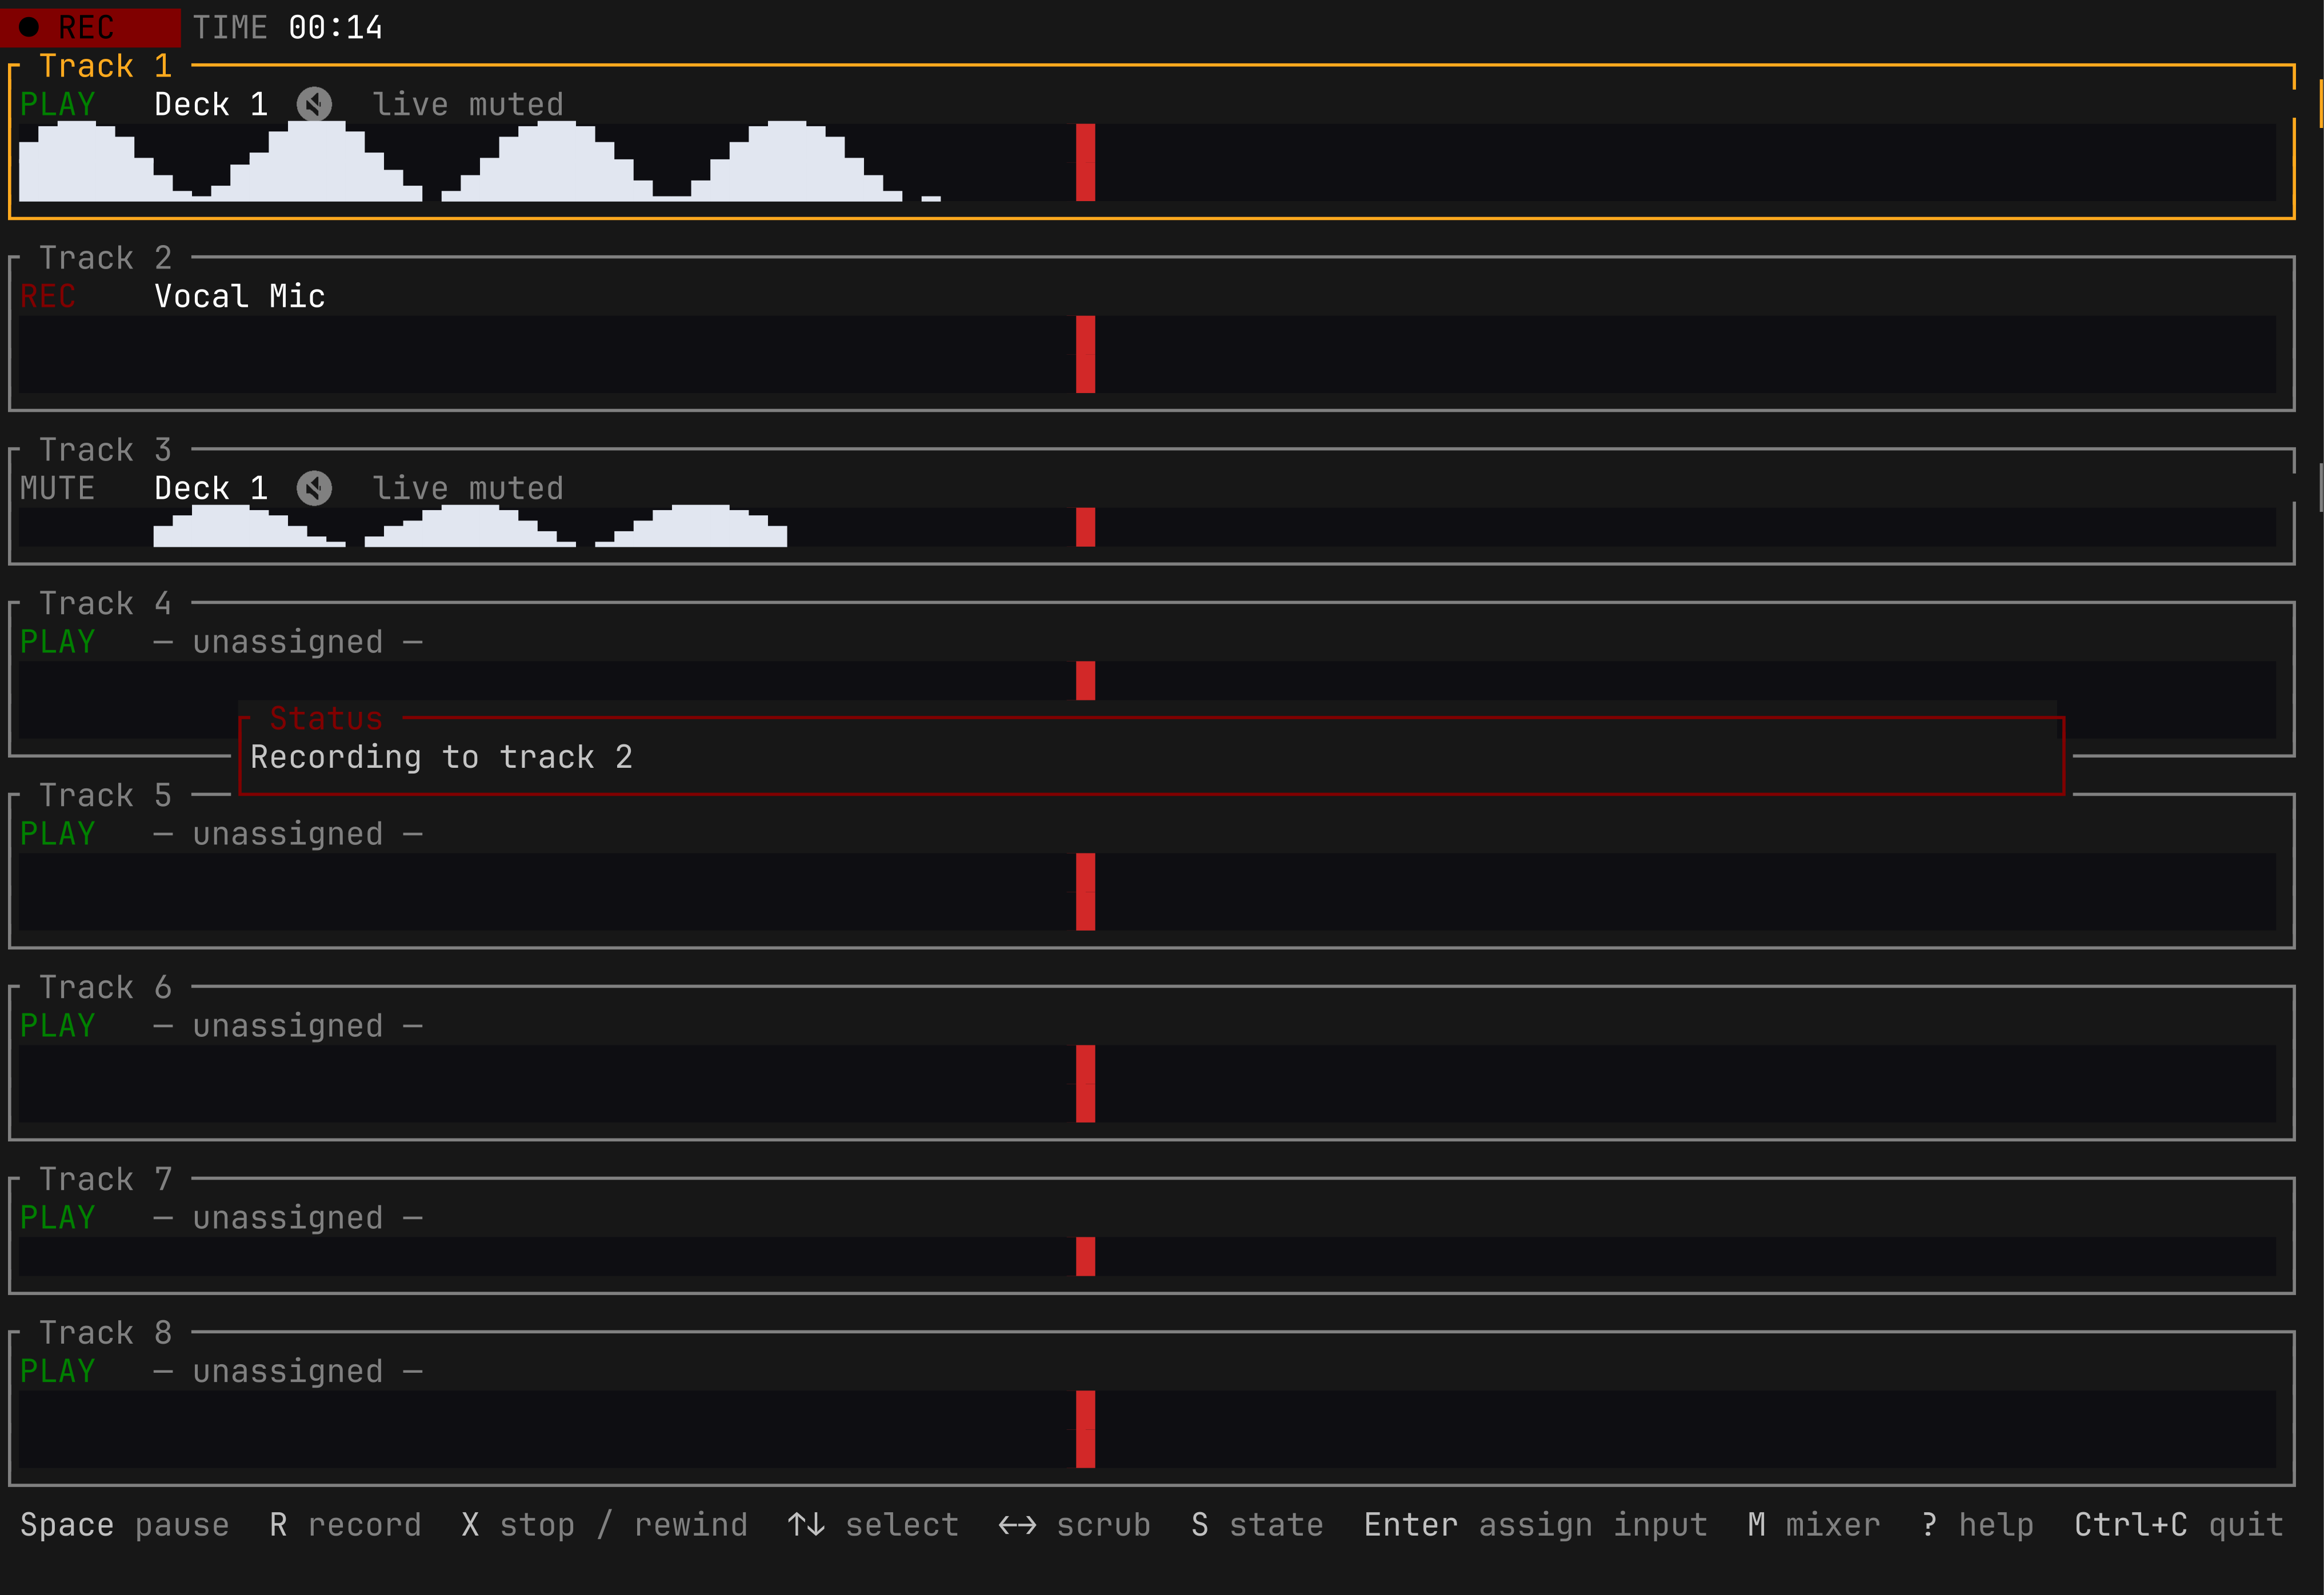 ● REC TIME 00:14
Track 1
PLAY Deck 1 live muted
Track 2
REC Vocal Mic
Track 3
MUTE Deck 1 live muted
Track 4
PLAY — unassigned —
Status
Recording to track 2
Track 5
PLAY — unassigned —
Track 6
PLAY — unassigned —
Track 7
PLAY — unassigned —
Track 8
PLAY — unassigned —
Space pause R record X stop / rewind ↑↓ select ←→ scrub S state Enter assign input M mixer ? help Ctrl+C quit